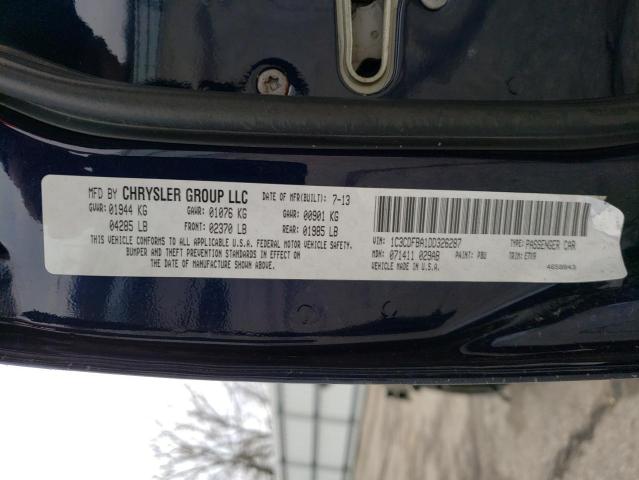 MFD BY CHRYSLER GROUP LLC DATE OF MFR(BUILT): 7-13
GVWR: 01944 KG GAWR: 01076 KG GAWR: 00901 KG
04285 LB FRONT: 02370 LB REAR: 01985 LB
THIS VEHICLE CONFORMS TO ALL APPLICABLE U.S.A. FEDERAL MOTOR VEHICLE SAFETY,
BUMPER AND THEFT PREVENTION STANDARDS IN EFFECT ON
THE DATE OF MANUFACTURE SHOWN ABOVE.
VIN: 1C3CDFBA1DD326287 TYPE: PASSENGER CAR
MDH: 071411 029AB PAINT: PBU TRIM:
VEHICLE MADE IN U.S.A. 4658843